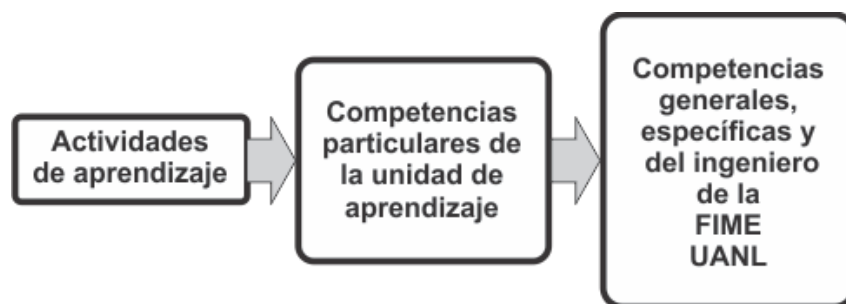 Actividades
de aprendizaje
Competencias
particulares de
la unidad de
aprendizaje
Competencias
generales,
específicas y
del ingeniero
de la
FIME
UANL